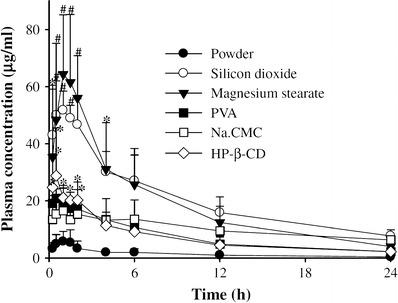 Plasma concentration (µg/ml)
80
60
40
20
0
Powder
Silicon dioxide
Magnesium stearate
PVA
Na.CMC
HP-β-CD
# # #
#
#
# #
*
*
*
* * * *
0 6 12 18 24
Time (h)